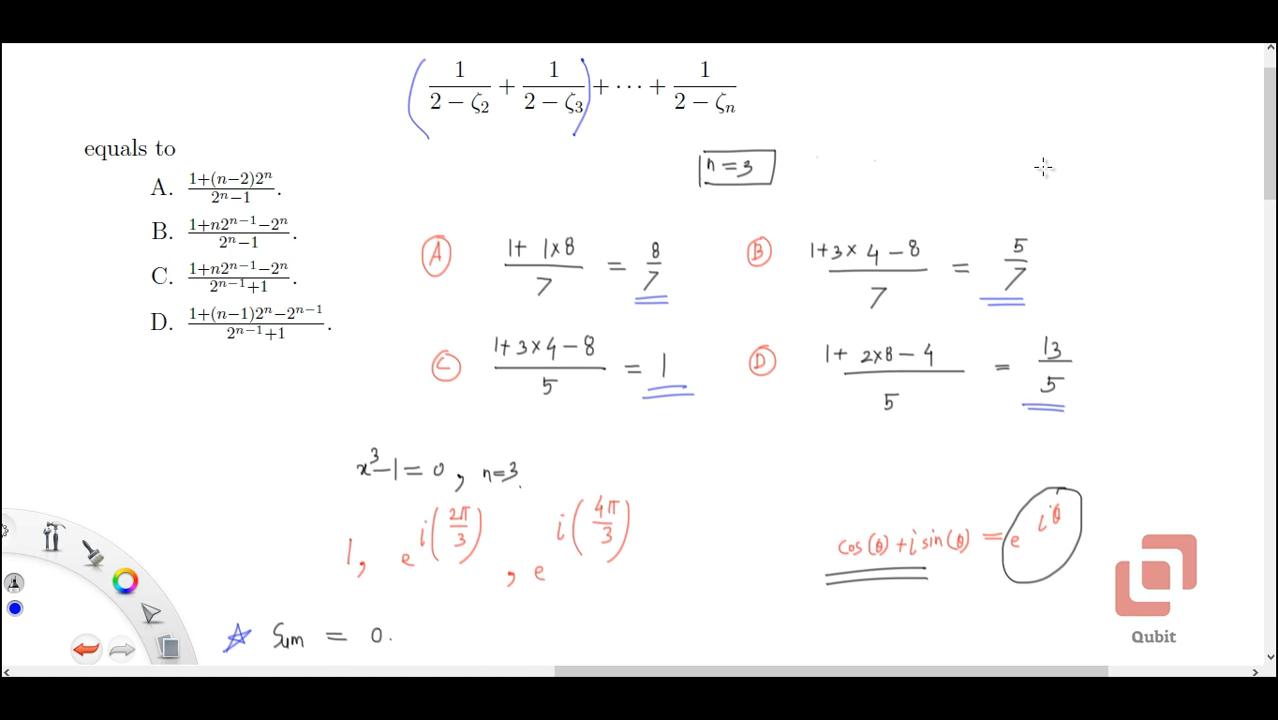 1/(2 − ζ₂) + 1/(2 − ζ₃) + ··· + 1/(2 − ζₙ)
equals to
n = 3
A. (1+(n−2)2ⁿ)/(2ⁿ−1).
B. (1+n2ⁿ⁻¹−2ⁿ)/(2ⁿ−1).
C. (1+n2ⁿ⁻¹−2ⁿ)/(2ⁿ⁻¹+1).
D. (1+(n−1)2ⁿ−2ⁿ⁻¹)/(2ⁿ⁻¹+1).
A (1+ 1×8)/7 = 8/7
B (1+3×4−8)/7 = 5/7
C (1+3×4−8)/5 = 1
D (1+ 2×8−4)/5 = 13/5
x³−1=0, n=3.
1, e^i(2π/3), e^i(4π/3)
cos(θ)+i sin(θ) = e^iθ
Sum = 0.
Qubit